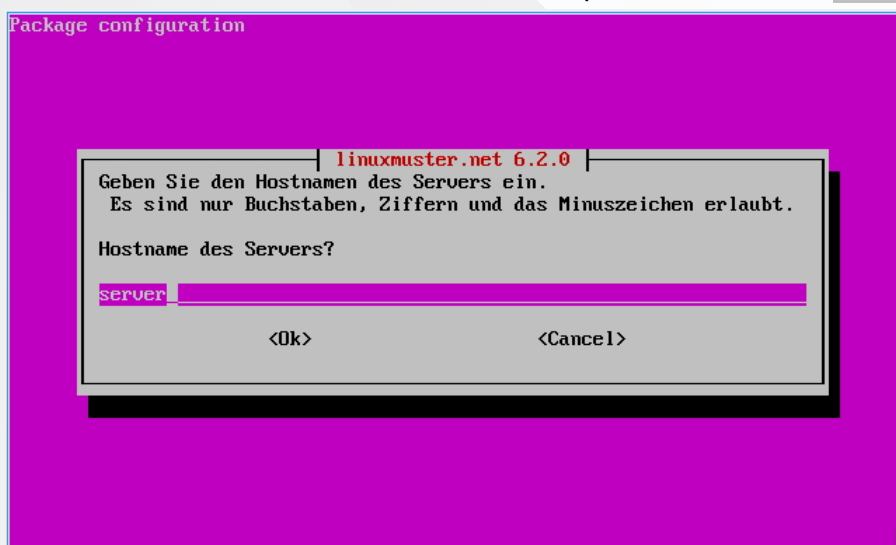 Package configuration
linuxmuster.net 6.2.0
Geben Sie den Hostnamen des Servers ein.
Es sind nur Buchstaben, Ziffern und das Minuszeichen erlaubt.
Hostname des Servers?
server
<Ok> <Cancel>